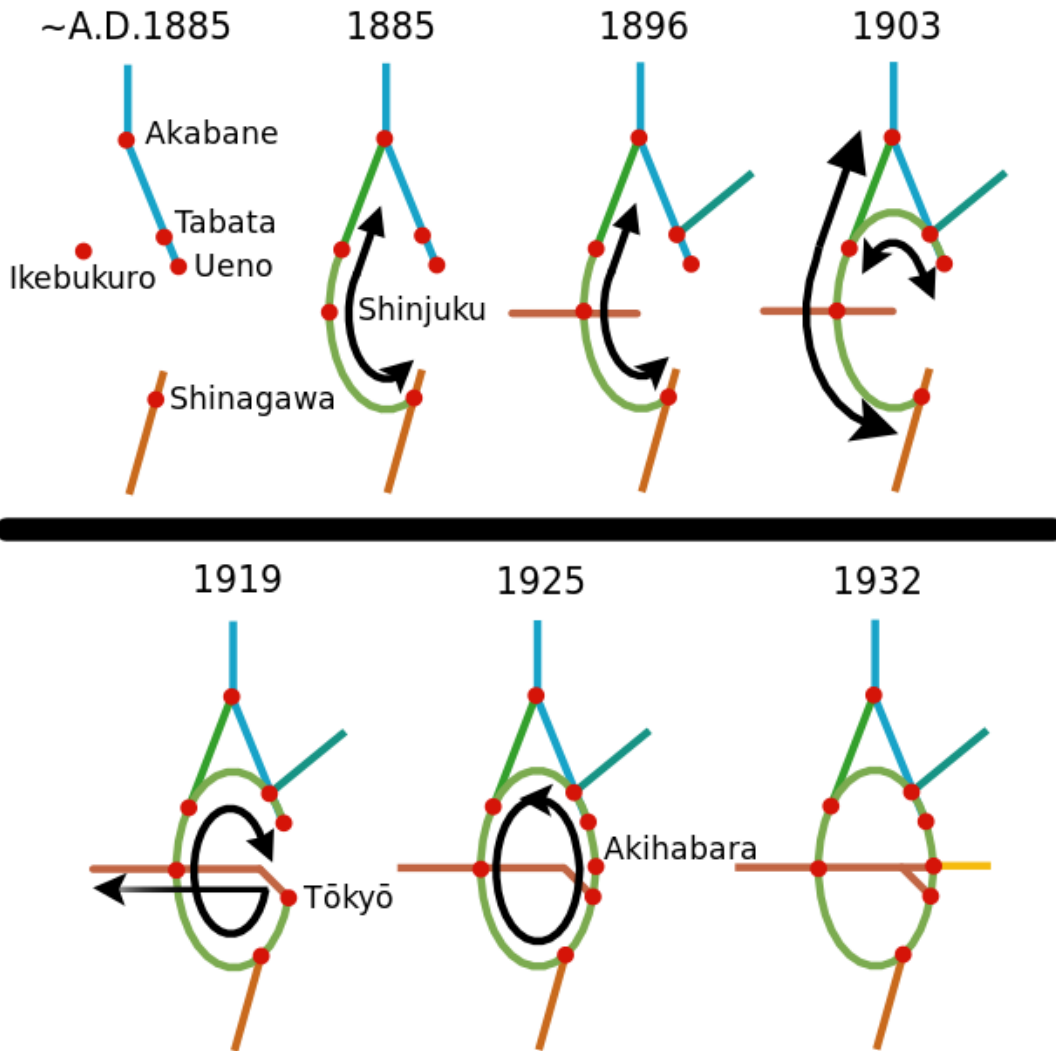 ~A.D.1885
1885
1896
1903
Akabane
Tabata
Ueno
Ikebukuro
Shinjuku
Shinagawa
1919
1925
1932
Akihabara
Tōkyō